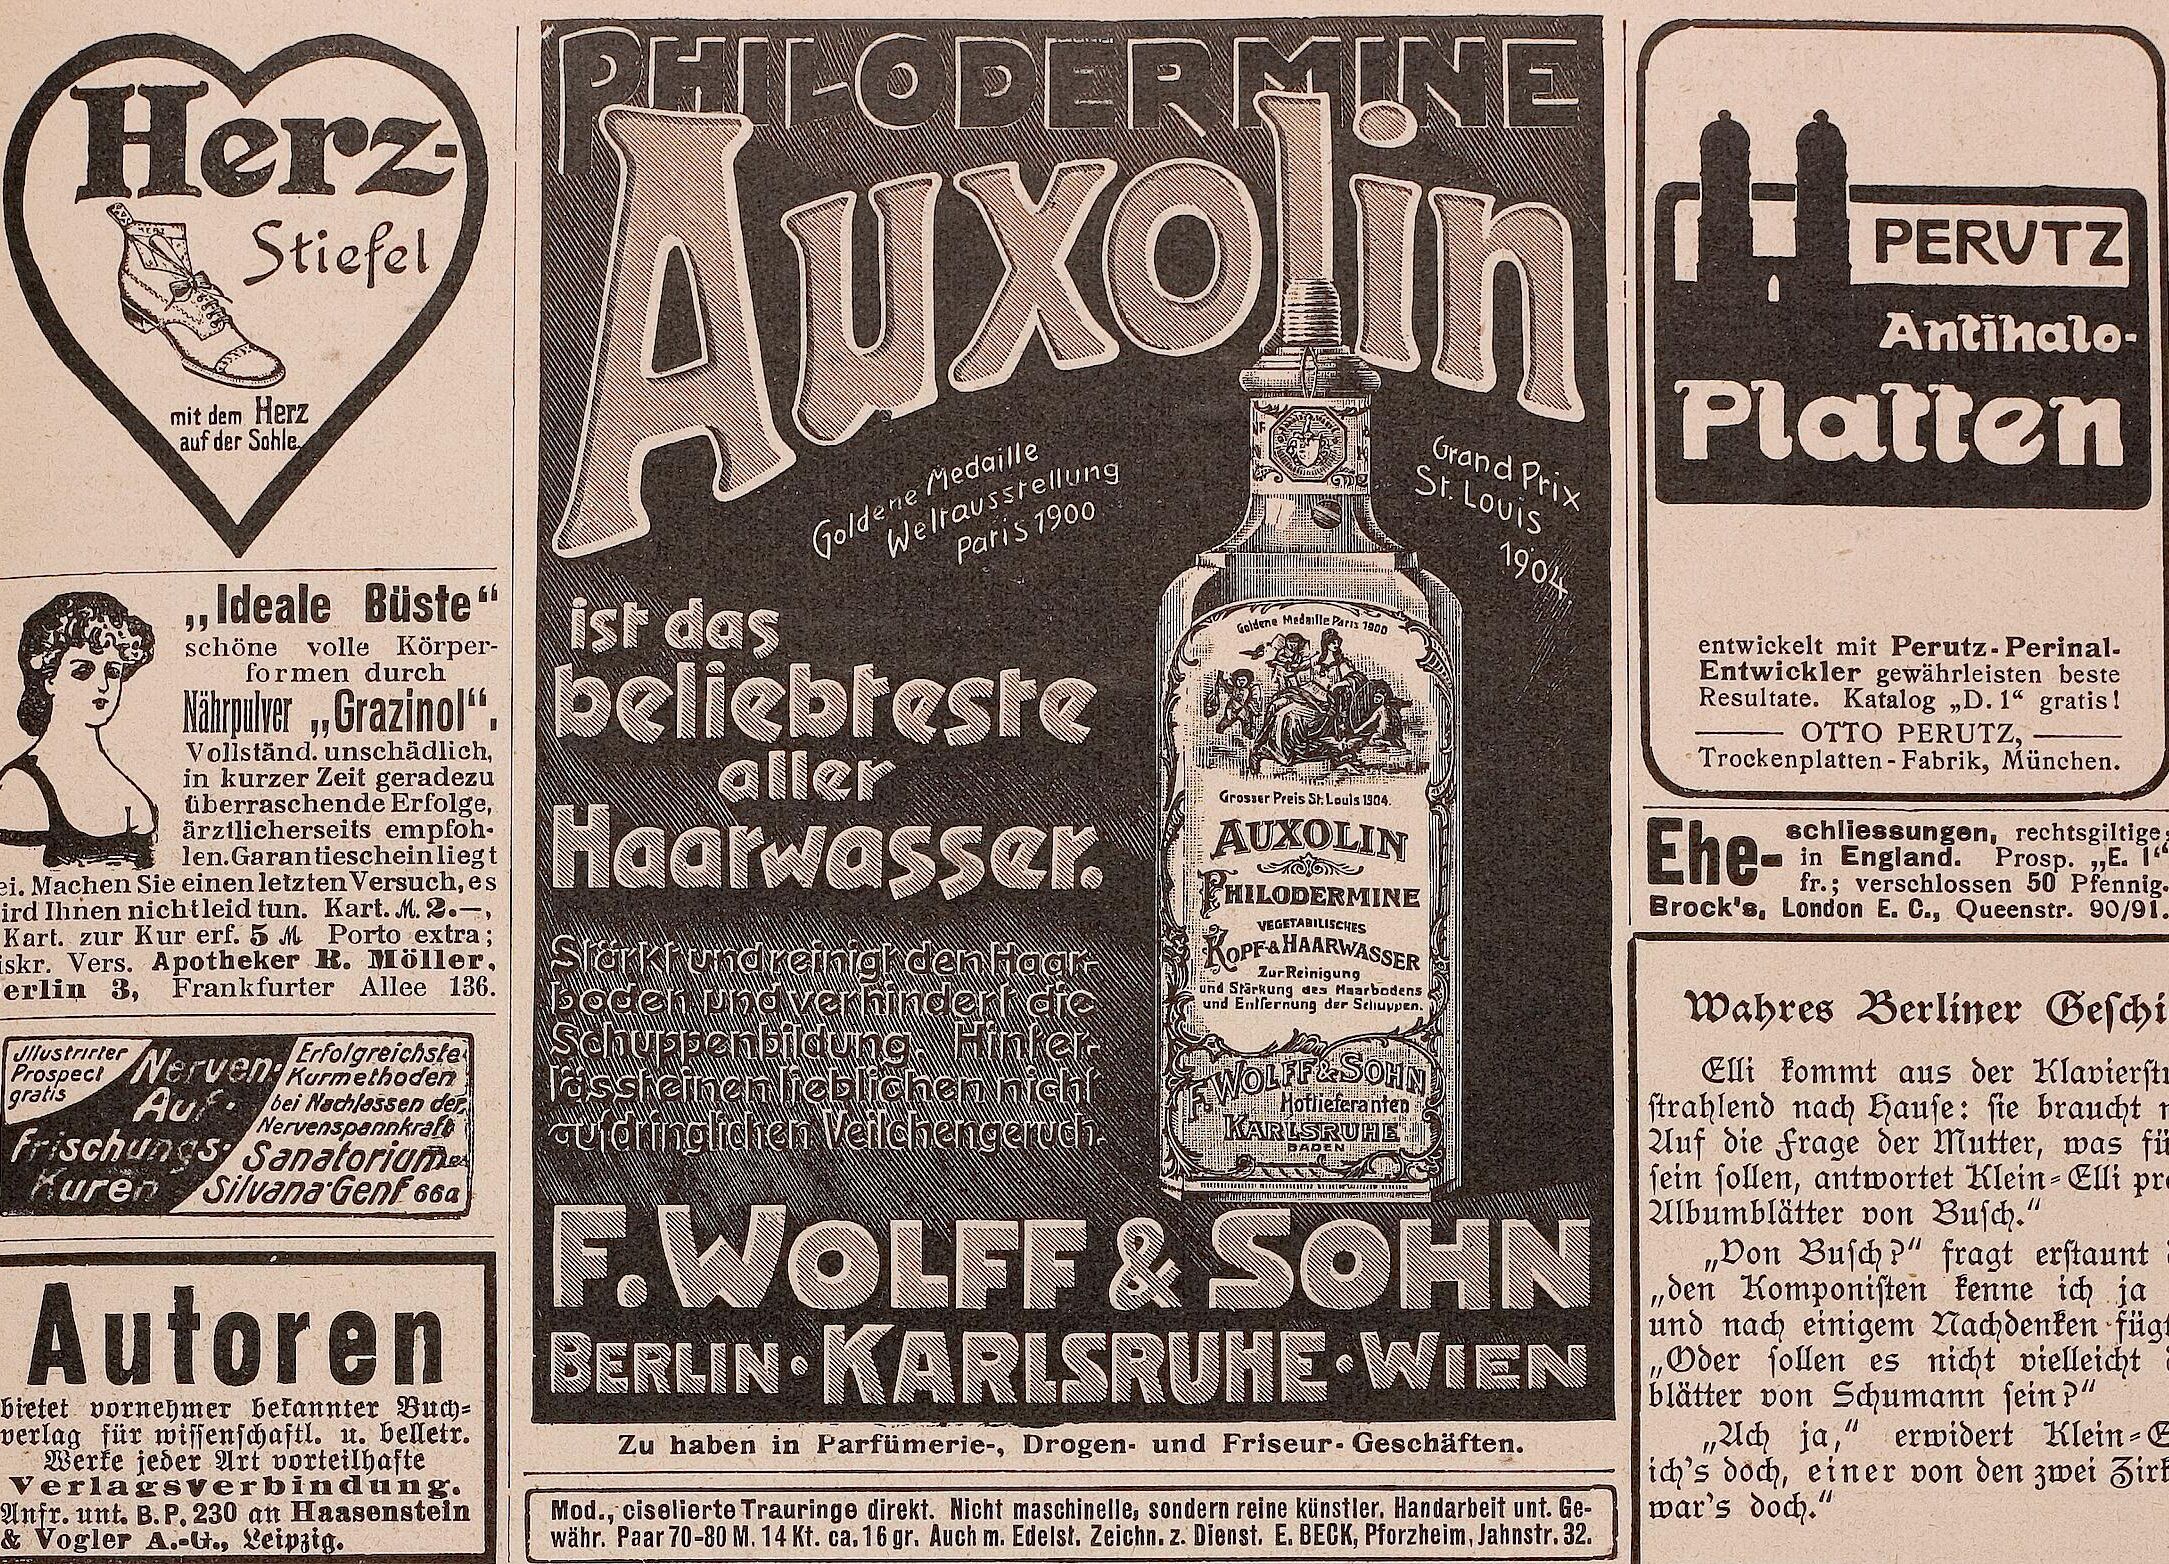 Herz-
Stiefel
HERZ
mit dem Herz
auf der Sohle.
„Ideale Büste“
schöne volle Körper-
formen durch
Nährpulver „Grazinol“.
Vollständ. unschädlich,
in kurzer Zeit geradezu
überraschende Erfolge,
ärztlicherseits empfoh-
len. Garantieschein liegt
ei. Machen Sie einen letzten Versuch, es
ird Ihnen nicht leid tun. Kart. M. 2.—,
Kart. zur Kur erf. 5 M Porto extra;
iskr. Vers. Apotheker R. Möller,
erlin 3, Frankfurter Allee 136.
Jllustrirter
Prospect
gratis
Nerven-
Auf-
frischungs-
Kuren
Erfolgreichste
Kurmethoden
bei Nachlassen der
Nervenspannkraft
Sanatorium
Silvana-Genf 66a
Autoren
bietet vornehmer bekannter Buch-
verlag für wissenschaftl. u. belletr.
Werke jeder Art vorteilhafte
Verlagsverbindung.
Anfr. unt. B. P. 230 an Haasenstein
& Vogler A.-G., Leipzig.
PHILODERMINE
Auxolin
Goldene Medaille
Weltausstellung
Paris 1900
Grand Prix
St. Louis
1904
ist das
beliebteste
aller
Haarwasser.
Stärkt und reinigt den Haar-
boden und verhindert die
Schuppenbildung. Hinter-
lässt einen lieblichen nicht
aufdringlichen Veilchengeruch.
Goldene Medaille Paris 1900
Grosser Preis St. Louis 1904.
AUXOLIN
PHILODERMINE
VEGETABILISCHES
KOPF & HAARWASSER
Zur Reinigung
und Stärkung des Haarbodens
und Entfernung der Schuppen.
F. WOLFF & SOHN
Hoflieferanten
KARLSRUHE
BADEN
F. WOLFF & SOHN
BERLIN · KARLSRUHE · WIEN
Zu haben in Parfümerie-, Drogen- und Friseur-Geschäften.
Mod., ciselierte Trauringe direkt. Nicht maschinelle, sondern reine künstler. Handarbeit unt. Ge-
währ. Paar 70-80 M. 14 Kt. ca. 16 gr. Auch m. Edelst. Zeichn. z. Dienst. E. BECK, Pforzheim, Jahnstr. 32.
PERUTZ
Antihalo-
Platten
entwickelt mit Perutz-Perinal-
Entwickler gewährleisten beste
Resultate. Katalog „D. 1“ gratis!
OTTO PERUTZ,
Trockenplatten-Fabrik, München.
Ehe-
schliessungen, rechtsgiltige,
in England. Prosp. „E. 1“
fr.; verschlossen 50 Pfennig.
Brock's, London E. C., Queenstr. 90/91.
Wahres Berliner Geschi
Elli kommt aus der Klavierstu
strahlend nach Hause: sie braucht n
Auf die Frage der Mutter, was fü
sein sollen, antwortet Klein-Elli pr
Albumblätter von Busch.“
„Von Busch?“ fragt erstaunt
„den Komponisten kenne ich ja
und nach einigem Nachdenken fügt
„Oder sollen es nicht vielleicht
blätter von Schumann sein?“
„Ach ja,“ erwidert Klein-E
ich's doch, einer von den zwei Zirk
war's doch.“